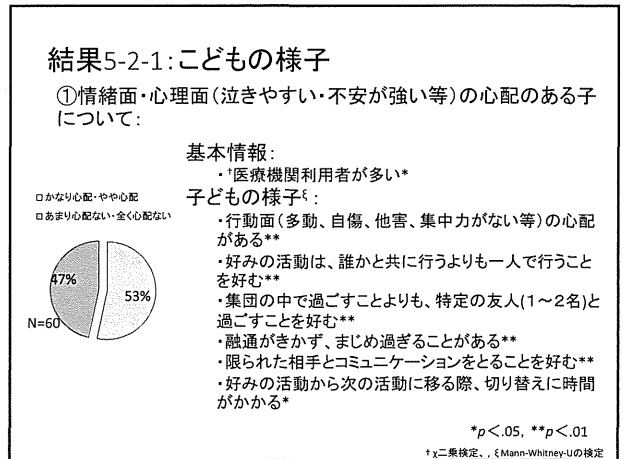 結果5-2-1:こどもの様子
①情緒面・心理面(泣きやすい・不安が強い等)の心配のある子
について:
基本情報:
・†医療機関利用者が多い*
子どもの様子ξ:
・行動面(多動、自傷、他害、集中力がない等)の心配
がある**
・好みの活動は、誰かと共に行うよりも一人で行うこと
を好む**
・集団の中で過ごすことよりも、特定の友人(1~2名)と
過ごすことを好む**
・融通がきかず、まじめ過ぎることがある**
・限られた相手とコミュニケーションをとることを好む**
・好みの活動から次の活動に移る際、切り替えに時間
がかかる*
□かなり心配・やや心配
□あまり心配ない・全く心配ない
47%
53%
N=60
*p<.05, **p<.01
†χ二乗検定、, ξMann-Whitney-Uの検定